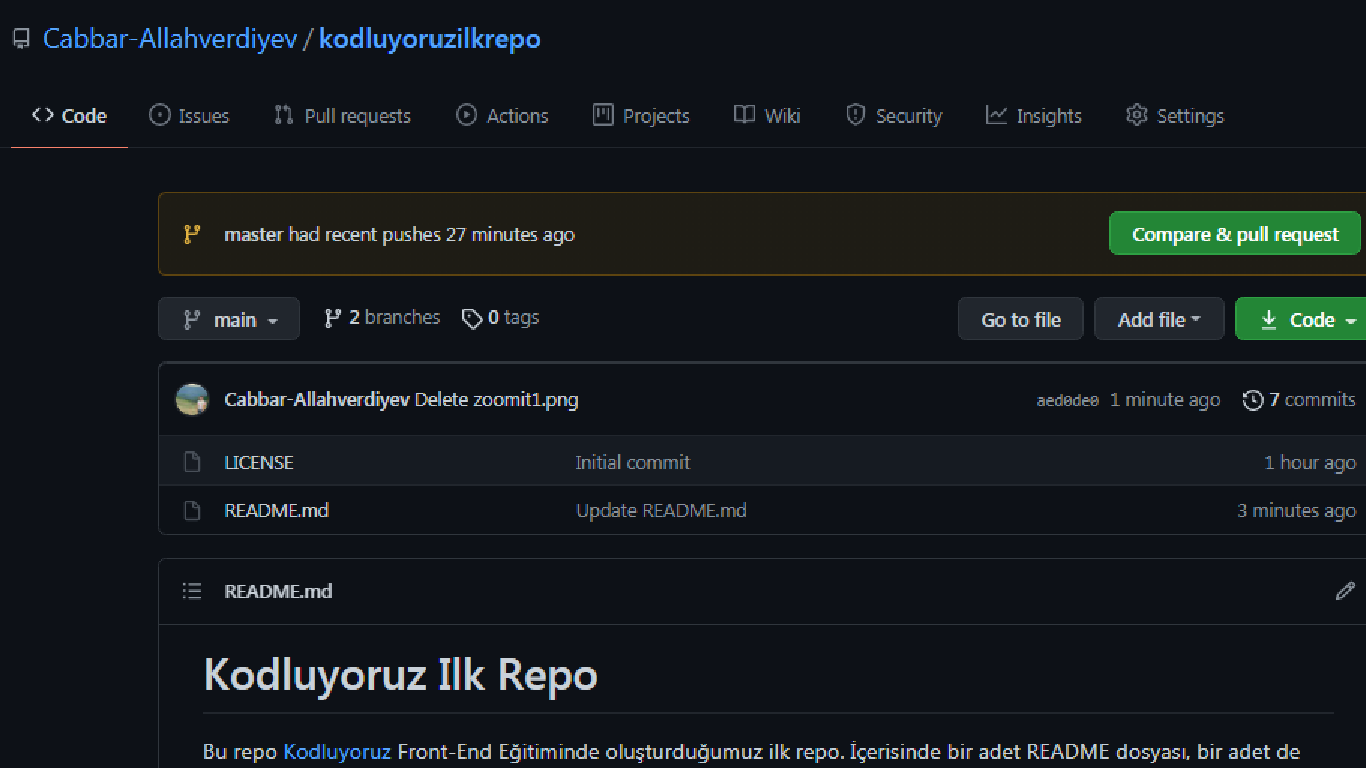 Cabbar-Allahverdiyev / kodluyoruzilkrepo
Code Issues Pull requests Actions Projects Wiki Security Insights Settings
master had recent pushes 27 minutes ago Compare & pull request
main 2 branches 0 tags Go to file Add file Code
Cabbar-Allahverdiyev Delete zoomit1.png aed0de0 1 minute ago 7 commits
LICENSE Initial commit 1 hour ago
README.md Update README.md 3 minutes ago
README.md
Kodluyoruz Ilk Repo
Bu repo Kodluyoruz Front-End Eğitiminde oluşturduğumuz ilk repo. İçerisinde bir adet README dosyası, bir adet de